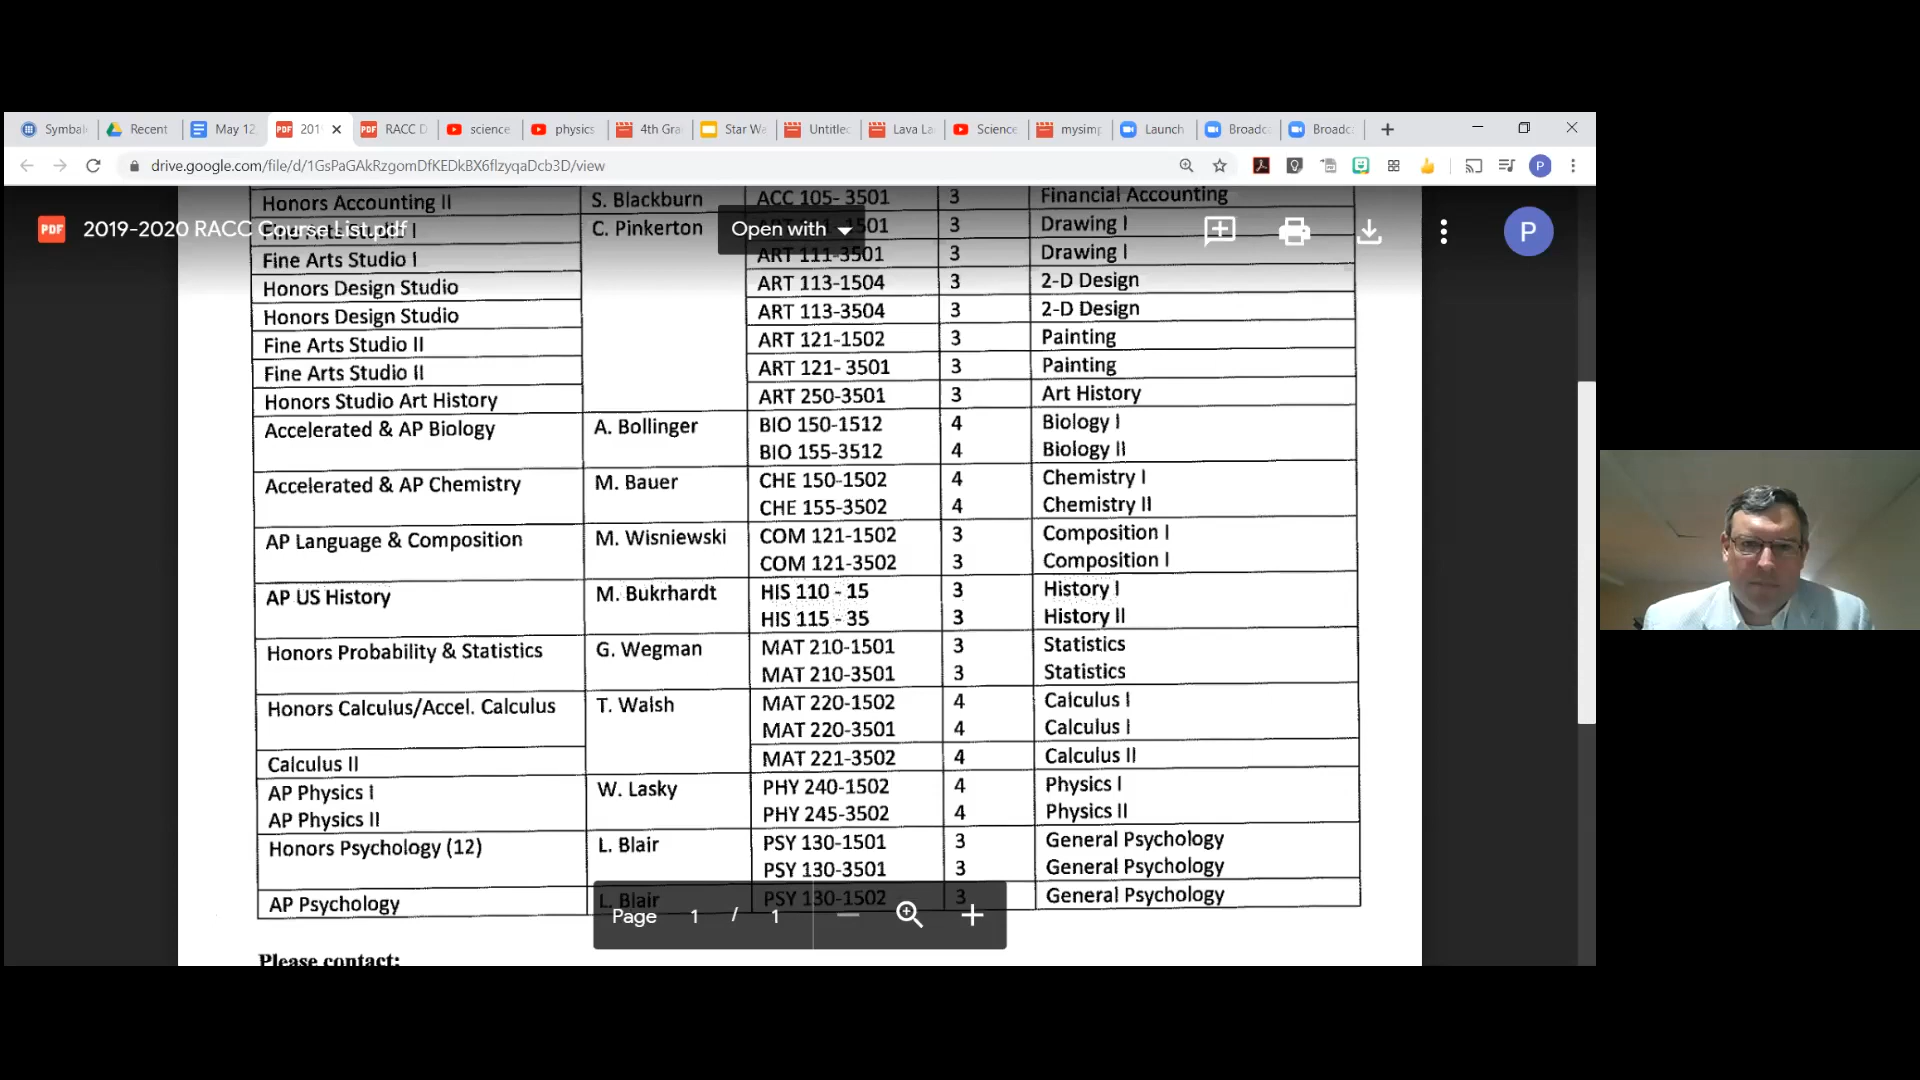 Symbal Recent May 12, 201 RACC D science physics 4th Gra Star Wa Untitled Lava La Science mysimp Launch Broadc Broadc
drive.google.com/file/d/1GsPaGAkRzgomDfKEDkBX6flzyqaDcb3D/view P
Honors Accounting II S. Blackburn ACC 105- 3501 3 Financial Accounting
PDF 2019-2020 RACC Course List.pdf Open with P
Fine Arts Studio I C. Pinkerton 3 Drawing I
Fine Arts Studio I ART 111-3501 3 Drawing I
Honors Design Studio ART 113-1504 3 2-D Design
Honors Design Studio ART 113-3504 3 2-D Design
Fine Arts Studio II ART 121-1502 3 Painting
Fine Arts Studio II ART 121- 3501 3 Painting
Honors Studio Art History ART 250-3501 3 Art History
Accelerated & AP Biology A. Bollinger BIO 150-1512 4 Biology I
BIO 155-3512 4 Biology II
Accelerated & AP Chemistry M. Bauer CHE 150-1502 4 Chemistry I
CHE 155-3502 4 Chemistry II
AP Language & Composition M. Wisniewski COM 121-1502 3 Composition I
COM 121-3502 3 Composition I
AP US History M. Bukrhardt HIS 110 - 15 3 History I
HIS 115 - 35 3 History II
Honors Probability & Statistics G. Wegman MAT 210-1501 3 Statistics
MAT 210-3501 3 Statistics
Honors Calculus/Accel. Calculus T. Walsh MAT 220-1502 4 Calculus I
MAT 220-3501 4 Calculus I
Calculus II MAT 221-3502 4 Calculus II
AP Physics I W. Lasky PHY 240-1502 4 Physics I
AP Physics II PHY 245-3502 4 Physics II
Honors Psychology (12) L. Blair PSY 130-1501 3 General Psychology
PSY 130-3501 3 General Psychology
AP Psychology L. Blair PSY 130-1502 3 General Psychology
Page 1 / 1
Please contact: